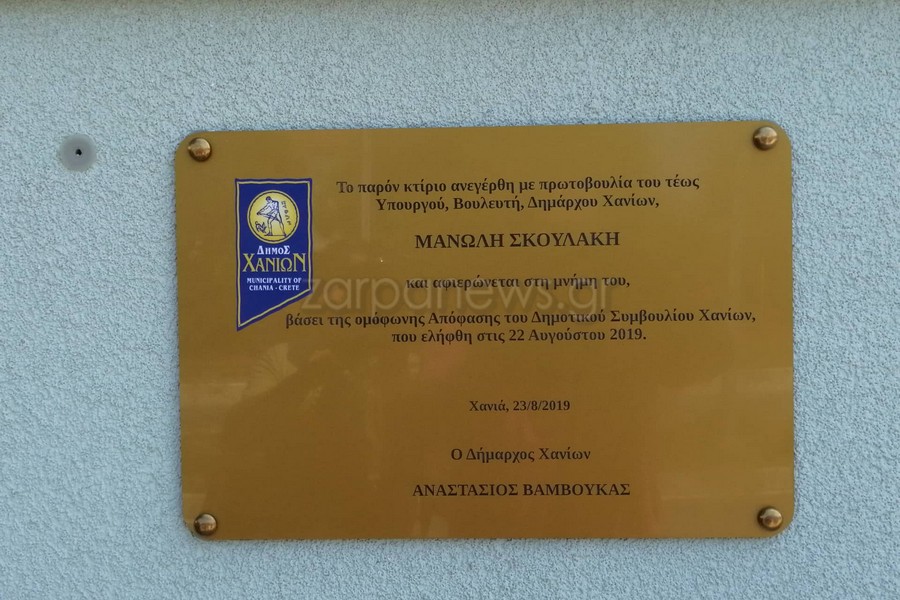 Το παρόν κτίριο ανεγέρθη με πρωτοβουλία του τέως
Υπουργού, Βουλευτή, Δημάρχου Χανίων,
ΜΑΝΩΛΗ ΣΚΟΥΛΑΚΗ
και αφιερώνεται στη μνήμη του,
βάσει της ομόφωνης Απόφασης του Δημοτικού Συμβουλίου Χανίων,
που ελήφθη στις 22 Αυγούστου 2019.
Χανιά, 23/8/2019
Ο Δήμαρχος Χανίων
ΑΝΑΣΤΑΣΙΟΣ ΒΑΜΒΟΥΚΑΣ
ΔΗΜΟΣ
ΧΑΝΙΩΝ
MUNICIPALITY OF
CHANIA - CRETE
zarpanews.gr